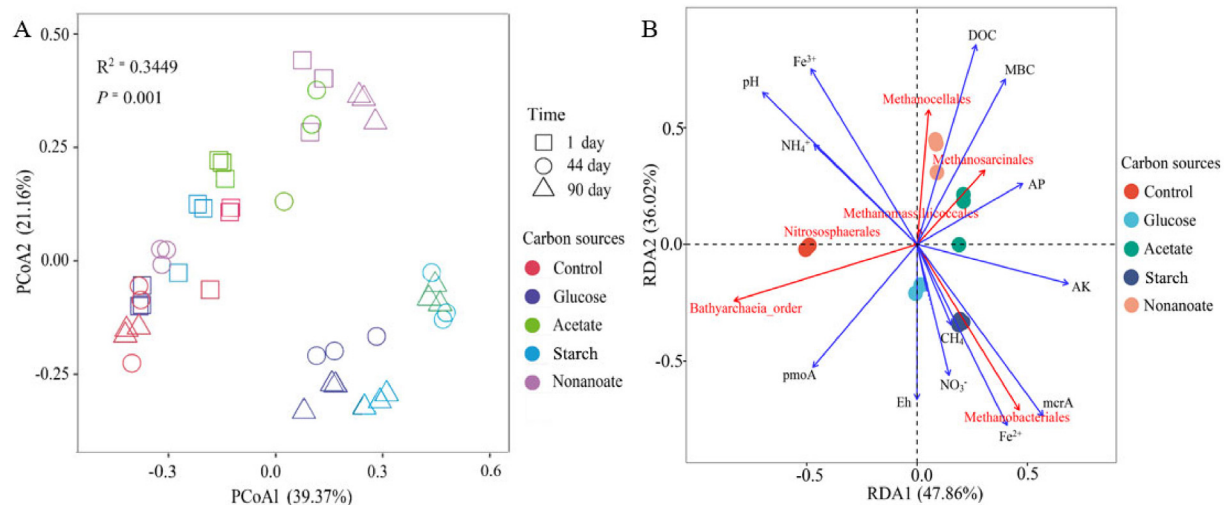 A
R² = 0.3449
P = 0.001
PCoA2 (21.16%)
0.50
0.25
0.00
-0.25
-0.3
0.0
0.3
0.6
PCoA1 (39.37%)
Time
1 day
44 day
90 day
Carbon sources
Control
Glucose
Acetate
Starch
Nonanoate
B
RDA2 (36.02%)
0.5
0.0
-0.5
-0.5
0.0
0.5
RDA1 (47.86%)
DOC
Fe³⁺
MBC
pH
Methanocellales
NH₄⁺
Methanosarcinales
AP
Methanomassiliicoccales
Nitrososphaerales
AK
Bathyarchaeia_order
CH₄
pmoA
NO₃⁻
Eh
mcrA
Methanobacteriales
Fe²⁺
Carbon sources
Control
Glucose
Acetate
Starch
Nonanoate